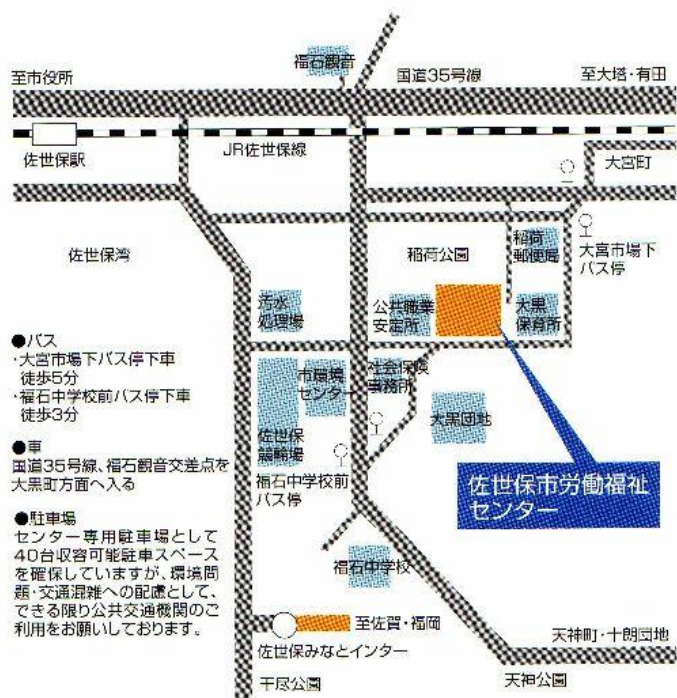 福石観音
至市役所
国道35号線
至大塔・有田
佐世保駅
JR佐世保線
大宮町
佐世保湾
稲荷公園
稲荷
郵便局
大宮市場下
バス停
汚水
処理場
公共職業
安定所
大黒
保育所
●バス
・大宮市場下バス停下車
徒歩5分
・福石中学校前バス停下車
徒歩3分
市環境
センター
社会保険
事務所
佐世保
競輪場
大黒団地
●車
国道35号線、福石観音交差点を
大黒町方面へ入る
福石中学校前
バス停
佐世保市労働福祉
センター
●駐車場
センター専用駐車場として
40台収容可能駐車スペース
を確保していますが、環境問
題・交通混雑への配慮として、
できる限り公共交通機関のご
利用をお願いしております。
福石中学校
至佐賀・福岡
佐世保みなとインター
天神町・十朗団地
干尽公園
天神公園